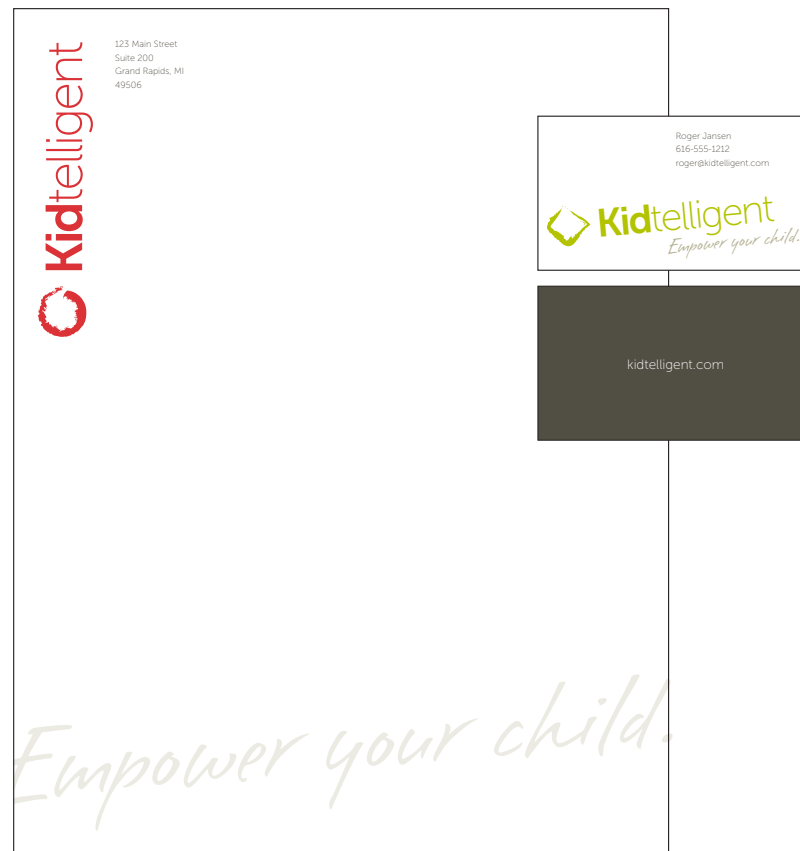 Kidtelligent
123 Main Street
Suite 200
Grand Rapids, MI
49506
Roger Jansen
616-555-1212
roger@kidtelligent.com
Kidtelligent
Empower your child.
kidtelligent.com
Empower your child.